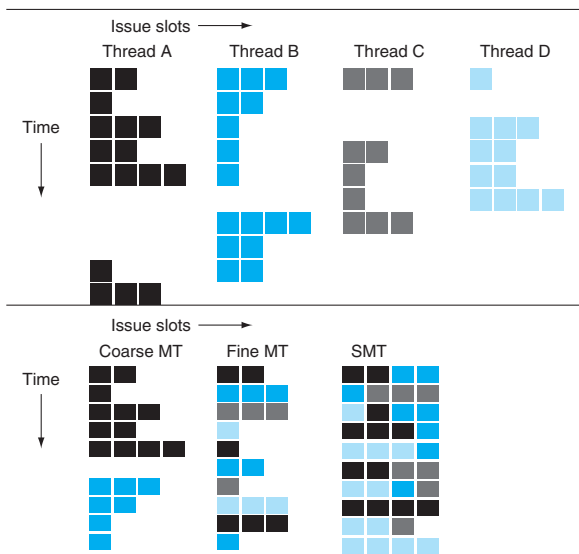 Issue slots
Thread A Thread B Thread C Thread D
Time
Issue slots
Coarse MT Fine MT SMT
Time